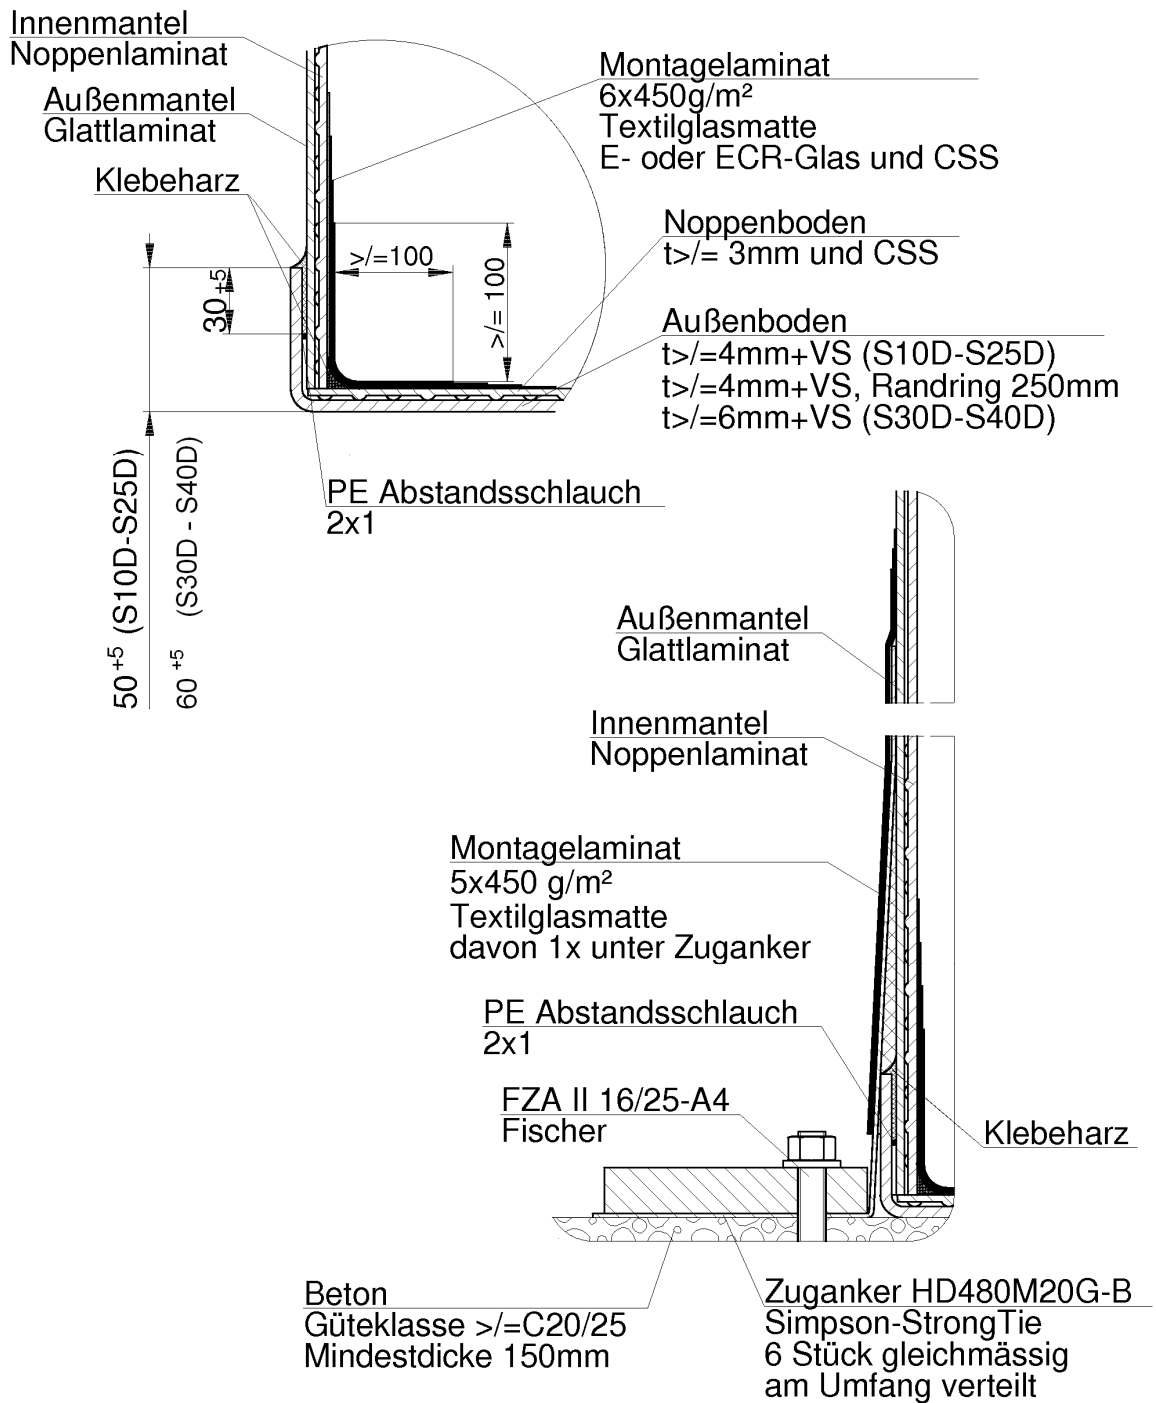 Innenmantel
Noppenlaminat
Außenmantel
Glattlaminat
Klebeharz
Montagelaminat
6x450g/m²
Textilglasmatte
E- oder ECR-Glas und CSS
Noppenboden
t>/= 3mm und CSS
>/=100
>/= 100
30+5
Außenboden
t>/=4mm+VS (S10D-S25D)
t>/=4mm+VS, Randring 250mm
t>/=6mm+VS (S30D-S40D)
PE Abstandsschlauch
2x1
50+5 (S10D-S25D)
60 +5 (S30D - S40D)
Außenmantel
Glattlaminat
Innenmantel
Noppenlaminat
Montagelaminat
5x450 g/m²
Textilglasmatte
davon 1x unter Zuganker
PE Abstandsschlauch
2x1
FZA II 16/25-A4
Fischer
Klebeharz
Beton
Güteklasse >/=C20/25
Mindestdicke 150mm
Zuganker HD480M20G-B
Simpson-StrongTie
6 Stück gleichmässig
am Umfang verteilt